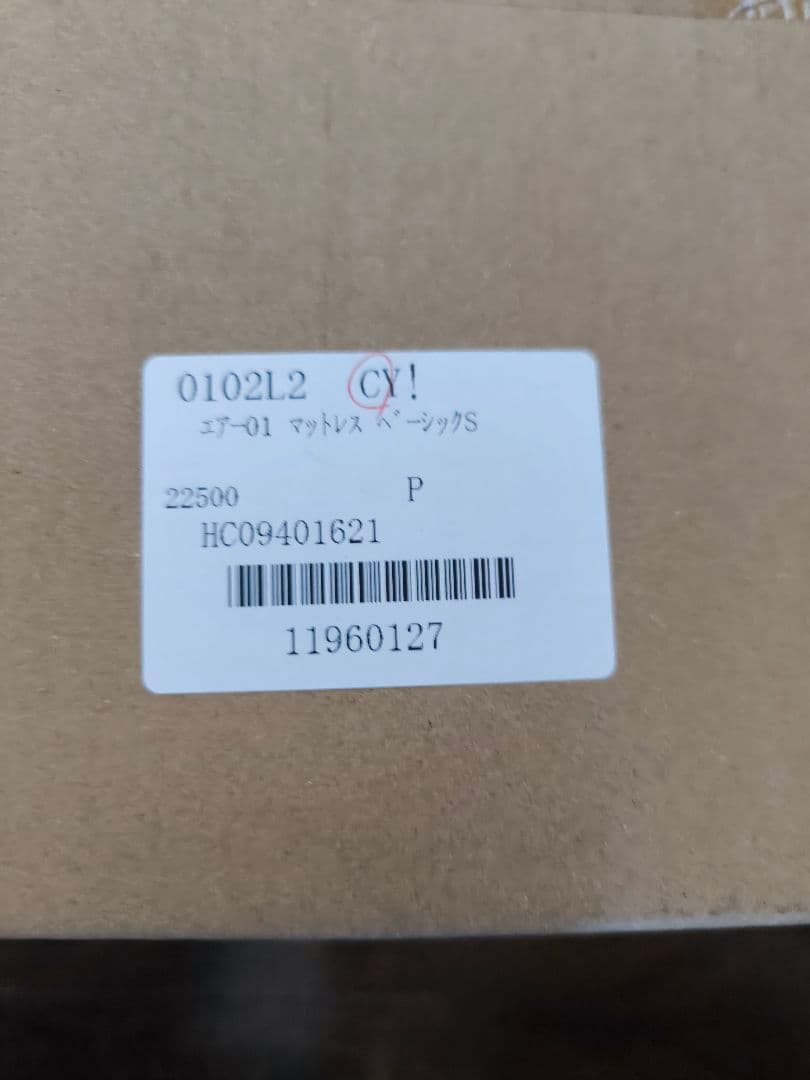 0102L2 CY!
ｴｱｰ01 ﾏｯﾄﾚｽ ﾍﾞｰｼｯｸS
22500 P
HC09401621
11960127